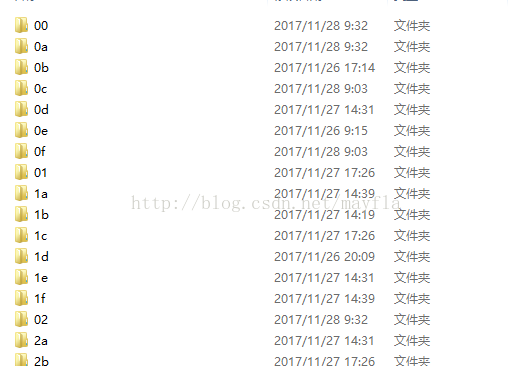 00 2017/11/28 9:32 文件夹
0a 2017/11/28 9:32 文件夹
0b 2017/11/26 17:14 文件夹
0c 2017/11/28 9:03 文件夹
0d 2017/11/27 14:31 文件夹
0e 2017/11/26 9:15 文件夹
0f 2017/11/28 9:03 文件夹
01 2017/11/27 17:26 文件夹
1a 2017/11/27 14:39 文件夹
http://blog.csdn.net/mavfla
1b 2017/11/27 14:19 文件夹
1c 2017/11/27 17:26 文件夹
1d 2017/11/26 20:09 文件夹
1e 2017/11/27 14:31 文件夹
1f 2017/11/27 14:39 文件夹
02 2017/11/28 9:32 文件夹
2a 2017/11/27 14:31 文件夹
2b 2017/11/27 17:26 文件夹